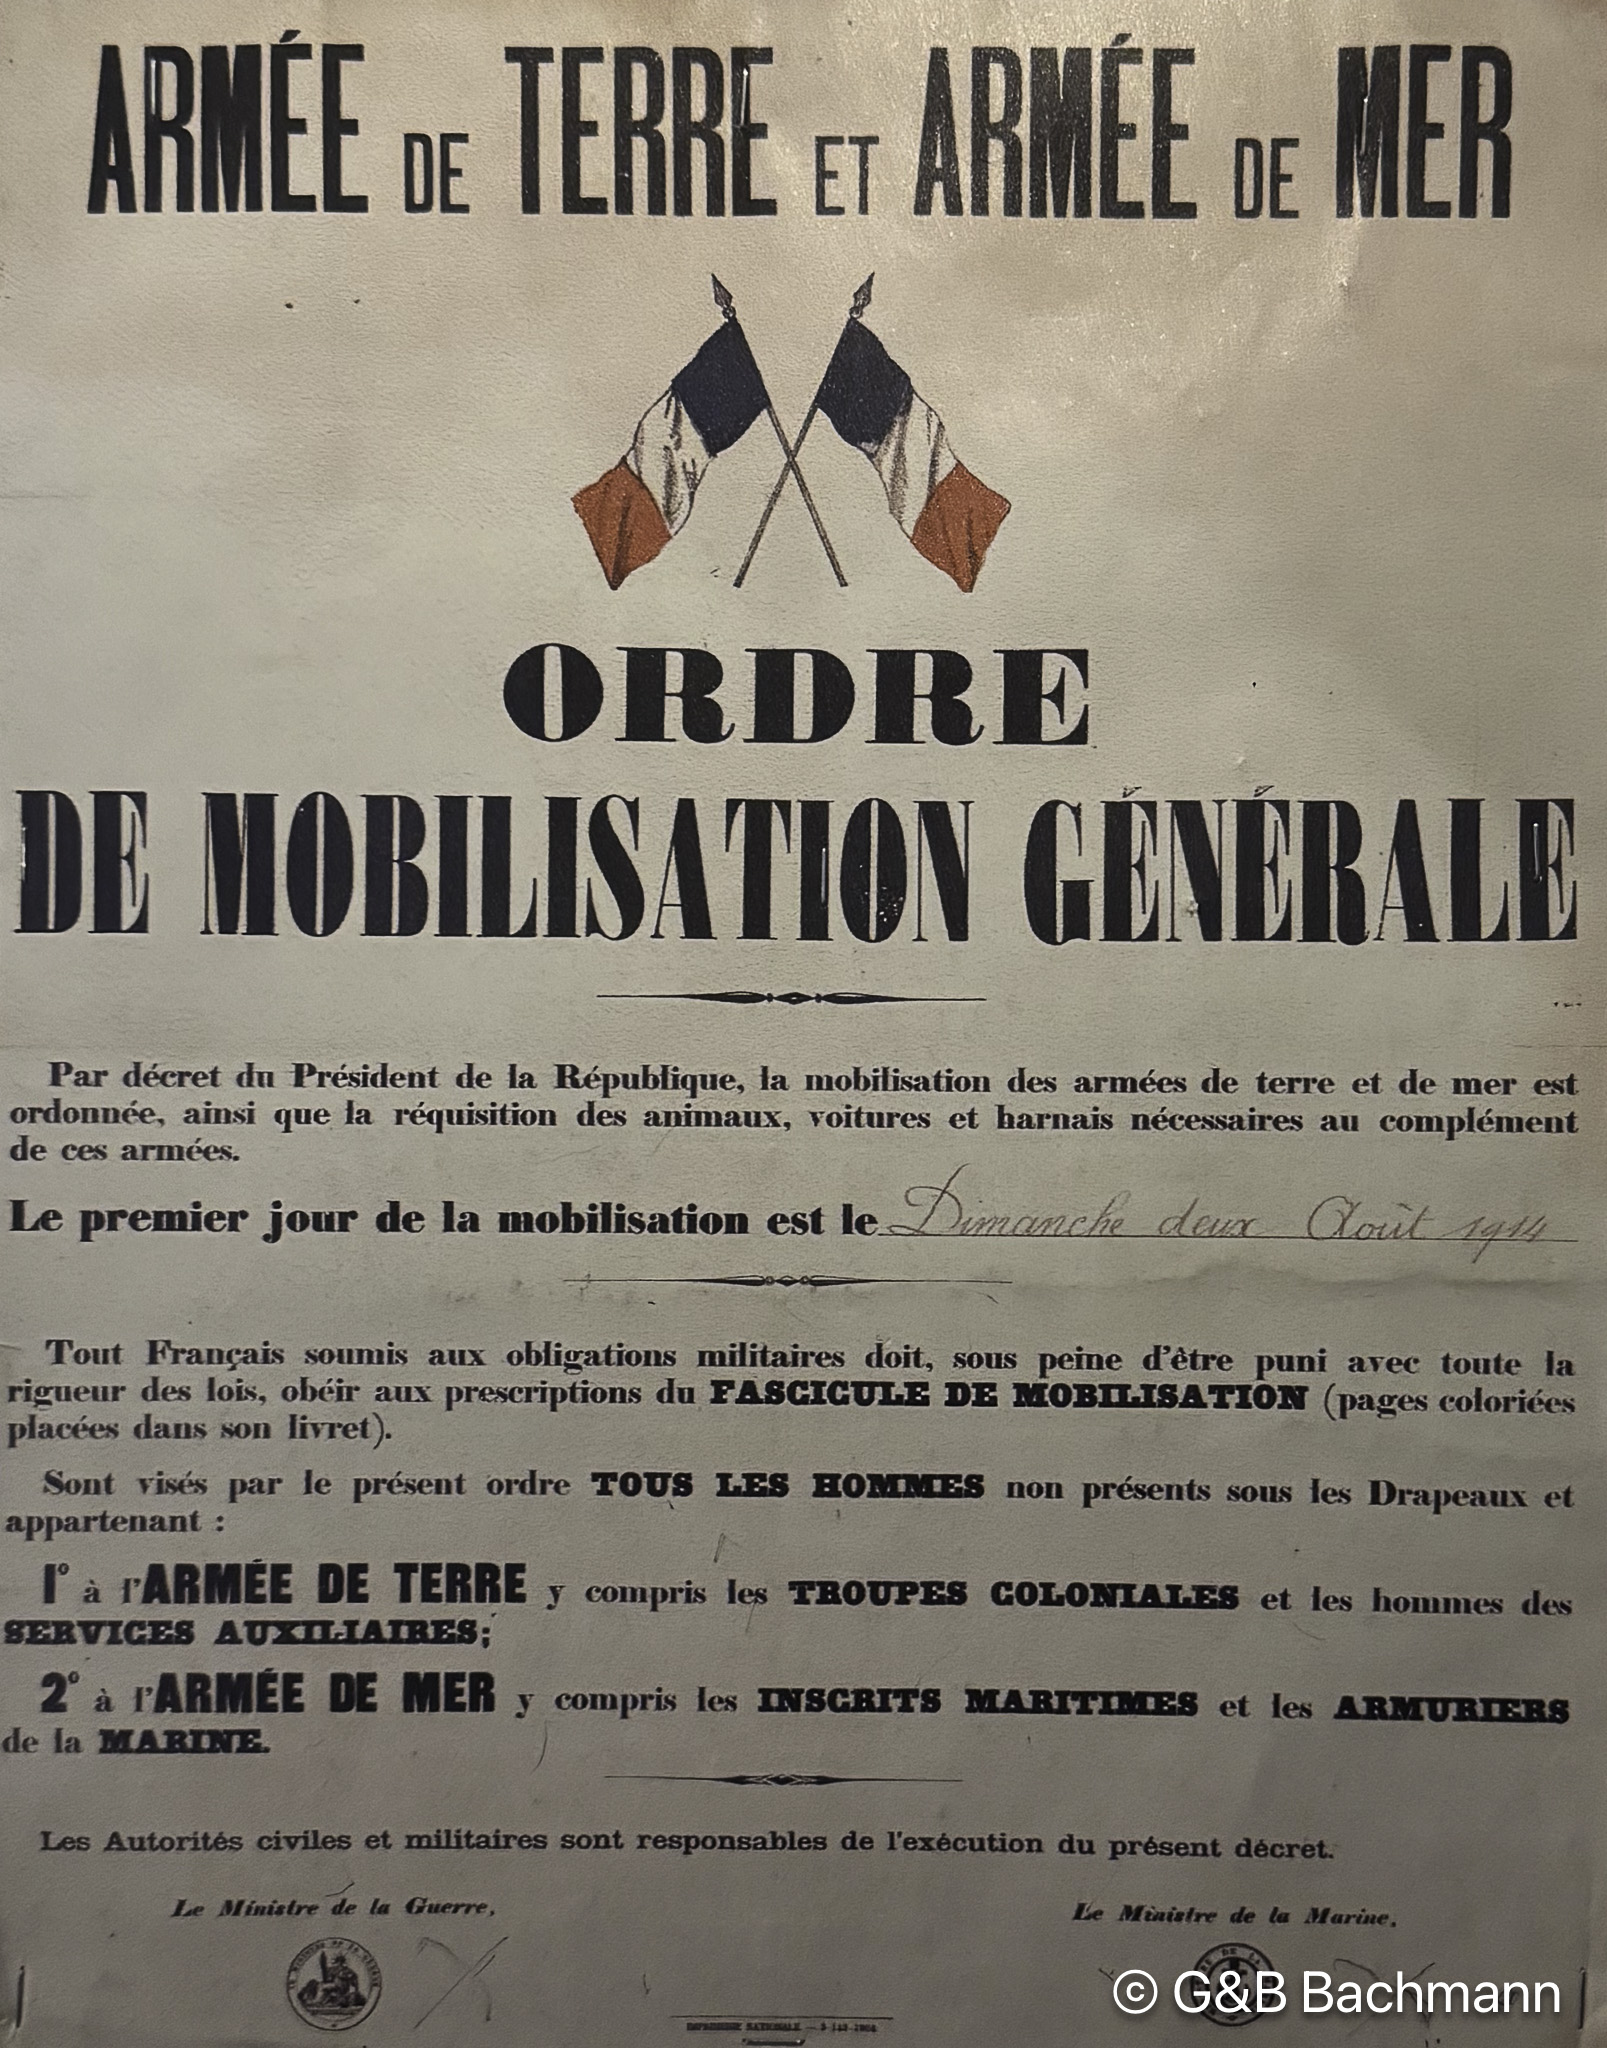 ARMÉE DE TERRE ET ARMÉE DE MER
ORDRE
DE MOBILISATION GÉNÉRALE
Par décret du Président de la République, la mobilisation des armées de terre et de mer est
ordonnée, ainsi que la réquisition des animaux, voitures et harnais nécessaires au complément
de ces armées.
Le premier jour de la mobilisation est le Dimanche deux Août 1914
Tout Français soumis aux obligations militaires doit, sous peine d'être puni avec toute la
rigueur des lois, obéir aux prescriptions du FASCICULE DE MOBILISATION (pages coloriées
placées dans son livret).
Sont visés par le présent ordre TOUS LES HOMMES non présents sous les Drapeaux et
appartenant :
1° à l'ARMÉE DE TERRE y compris les TROUPES COLONIALES et les hommes des
SERVICES AUXILIAIRES;
2° à l'ARMÉE DE MER y compris les INSCRITS MARITIMES et les ARMURIERS
de la MARINE.
Les Autorités civiles et militaires sont responsables de l'exécution du présent décret.
Le Ministre de la Guerre,
Le Ministre de la Marine,
IMPRIMERIE NATIONALE
© G&B Bachmann